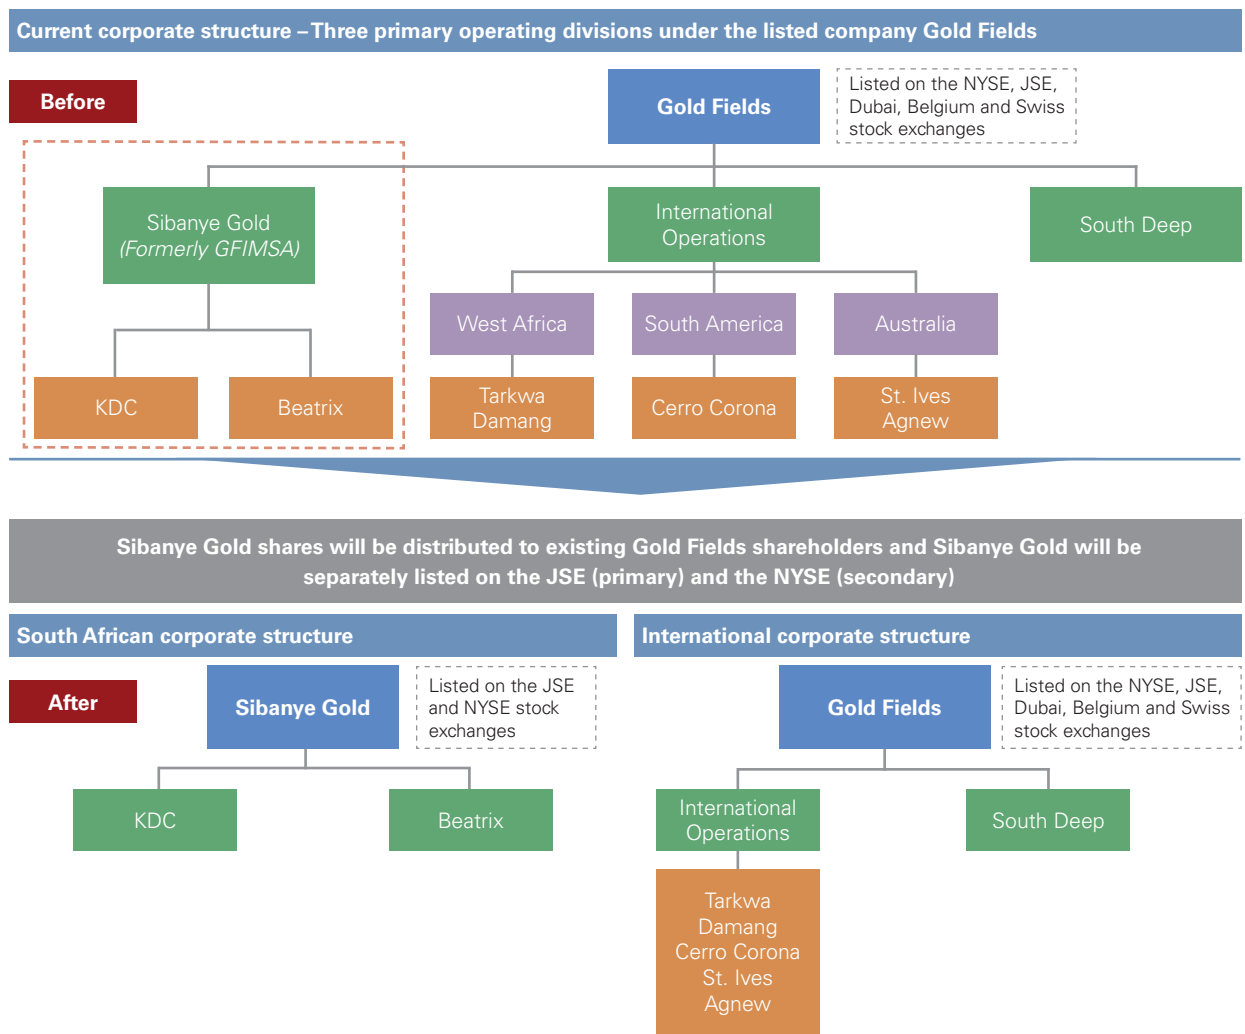 Current corporate structure – Three primary operating divisions under the listed company Gold Fields
Before
Gold Fields
Listed on the NYSE, JSE,
Dubai, Belgium and Swiss
stock exchanges
Sibanye Gold
(Formerly GFIMSA)
International
Operations
South Deep
West Africa
South America
Australia
KDC
Beatrix
Tarkwa
Damang
Cerro Corona
St. Ives
Agnew
Sibanye Gold shares will be distributed to existing Gold Fields shareholders and Sibanye Gold will be
separately listed on the JSE (primary) and the NYSE (secondary)
South African corporate structure
After
Sibanye Gold
Listed on the JSE
and NYSE stock
exchanges
KDC
Beatrix
International corporate structure
Gold Fields
Listed on the NYSE, JSE,
Dubai, Belgium and Swiss
stock exchanges
International
Operations
South Deep
Tarkwa
Damang
Cerro Corona
St. Ives
Agnew